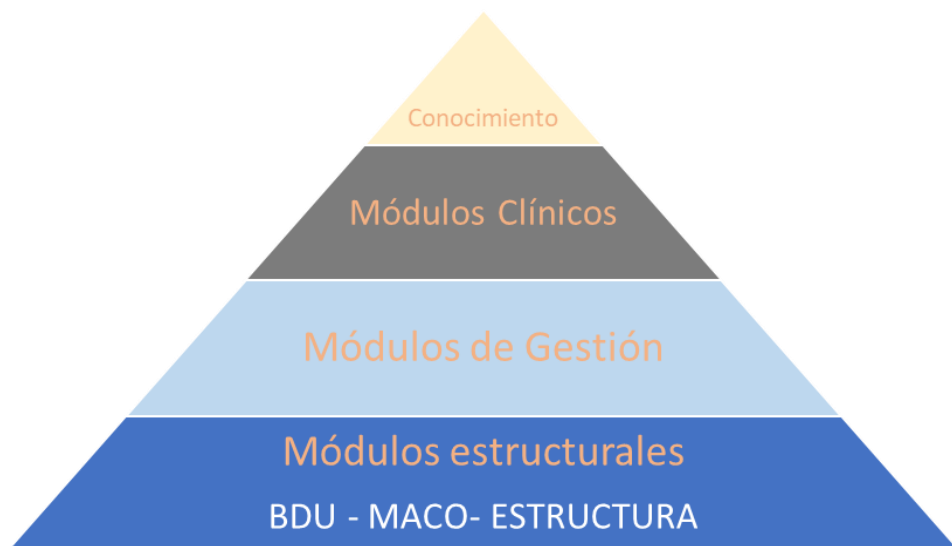 Conocimiento
Módulos Clínicos
Módulos de Gestión
Módulos estructurales
BDU - MACO- ESTRUCTURA